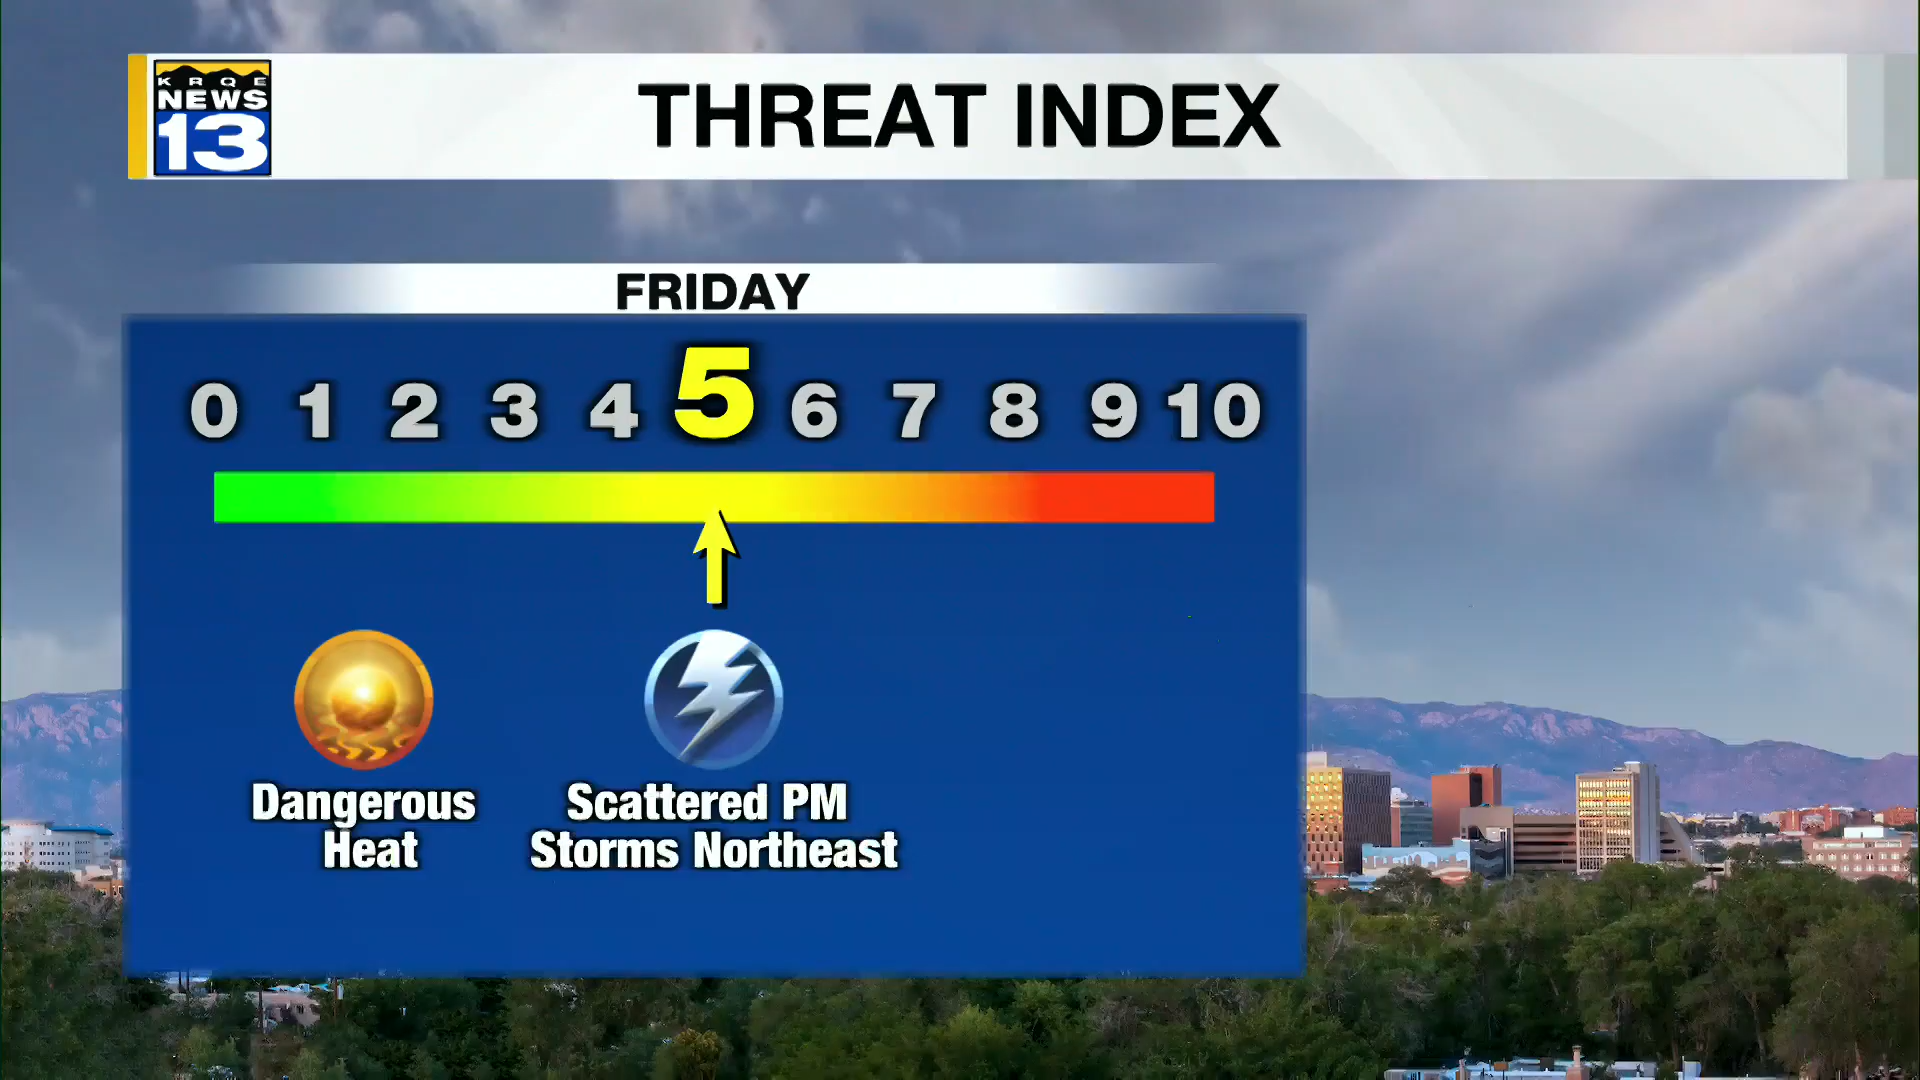 KRQE
NEWS
13
THREAT INDEX
FRIDAY
0 1 2 3 4 5 6 7 8 9 10
Dangerous
Heat
Scattered PM
Storms Northeast